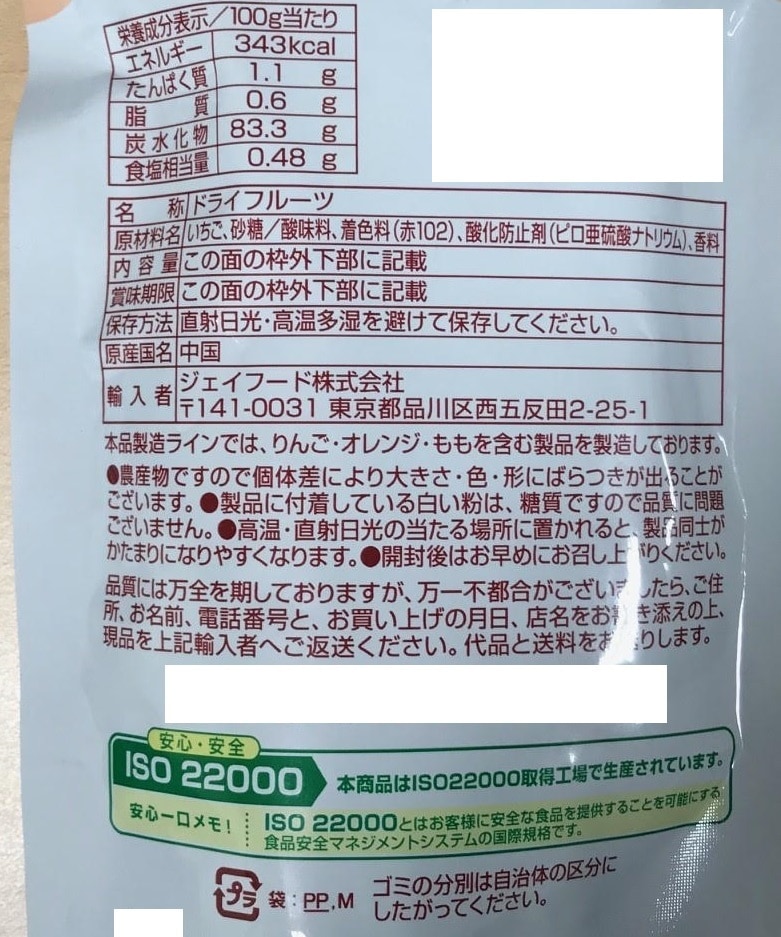 栄養成分表示/100g当たり
エネルギー 343kcal
たんぱく質 1.1 g
脂質 0.6 g
炭水化物 83.3 g
食塩相当量 0.48 g
名称 ドライフルーツ
原材料名 いちご、砂糖/酸味料、着色料(赤102)、酸化防止剤(ピロ亜硫酸ナトリウム)、香料
内容量 この面の枠外下部に記載
賞味期限 この面の枠外下部に記載
保存方法 直射日光・高温多湿を避けて保存してください。
原産国名 中国
輸入者 ジェイフード株式会社
〒141-0031 東京都品川区西五反田2-25-1
本品製造ラインでは、りんご・オレンジ・ももを含む製品を製造しております。
●農産物ですので個体差により大きさ・色・形にばらつきが出ることが
ございます。●製品に付着している白い粉は、糖質ですので品質に問題
ございません。●高温・直射日光の当たる場所に置かれると、製品同士が
かたまりになりやすくなります。●開封後はお早めにお召し上がりください。
品質には万全を期しておりますが、万一不都合がございましたら、ご住
所、お名前、電話番号と、お買い上げの月日、店名をお書き添えの上、
現品を上記輸入者へご返送ください。代品と送料をお送りします。
安心・安全
ISO 22000 本商品はISO22000取得工場で生産されています。
安心一口メモ! ISO 22000とはお客様に安全な食品を提供することを可能にする
食品安全マネジメントシステムの国際規格です。
プラ 袋:PP,M ゴミの分別は自治体の区分に
したがってください。